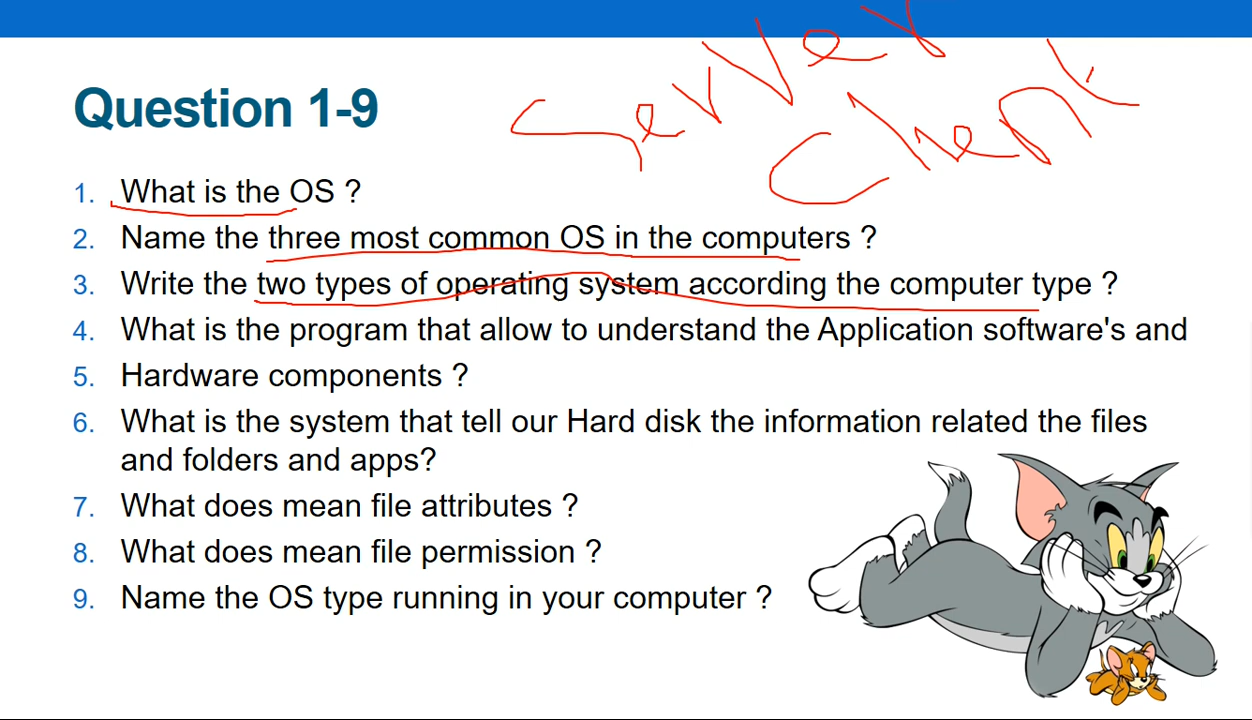 Server
Client
Question 1-9
1. What is the OS ?
2. Name the three most common OS in the computers ?
3. Write the two types of operating system according the computer type ?
4. What is the program that allow to understand the Application software's and
5. Hardware components ?
6. What is the system that tell our Hard disk the information related the files
and folders and apps?
7. What does mean file attributes ?
8. What does mean file permission ?
9. Name the OS type running in your computer ?